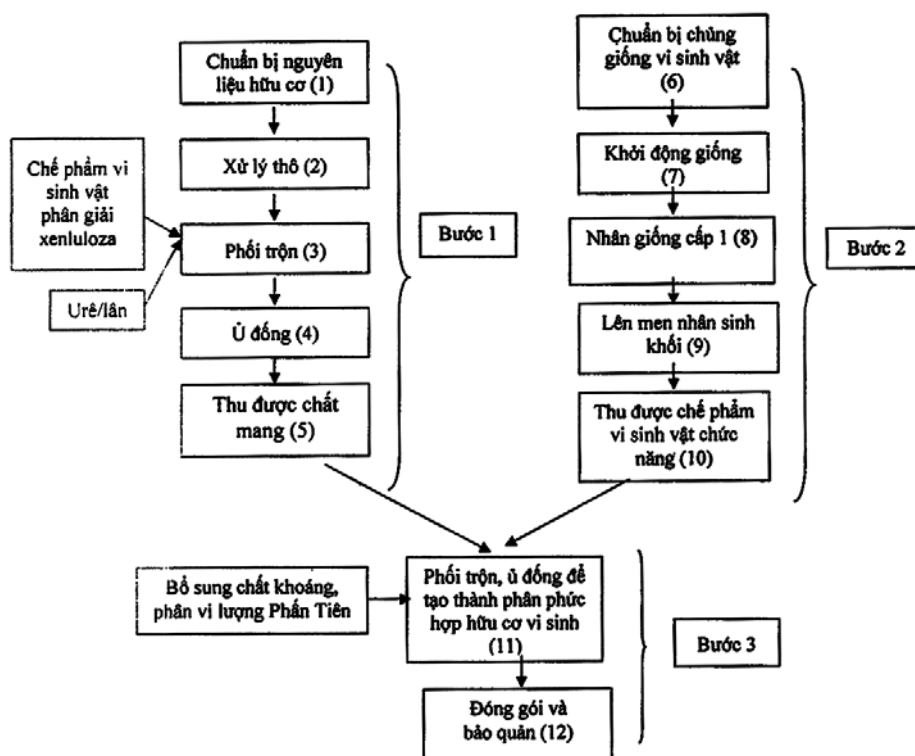 Chuẩn bị nguyên
liệu hữu cơ (1)
Xử lý thô (2)
Chế phẩm vi
sinh vật
phân giải
xenluloza
Phối trộn (3)
Urê/lân
Ủ đống (4)
Thu được chất
mang (5)
Bước 1
Chuẩn bị chủng
giống vi sinh vật
(6)
Khởi động giống
(7)
Nhân giống cấp 1 (8)
Lên men nhân sinh
khối (9)
Thu được chế phẩm
vi sinh vật chức
năng (10)
Bước 2
Bổ sung chất khoáng,
phân vi lượng Phấn Tiên
Phối trộn, ủ đống để
tạo thành phân phức
hợp hữu cơ vi sinh
(11)
Bước 3
Đóng gói và
bảo quản (12)